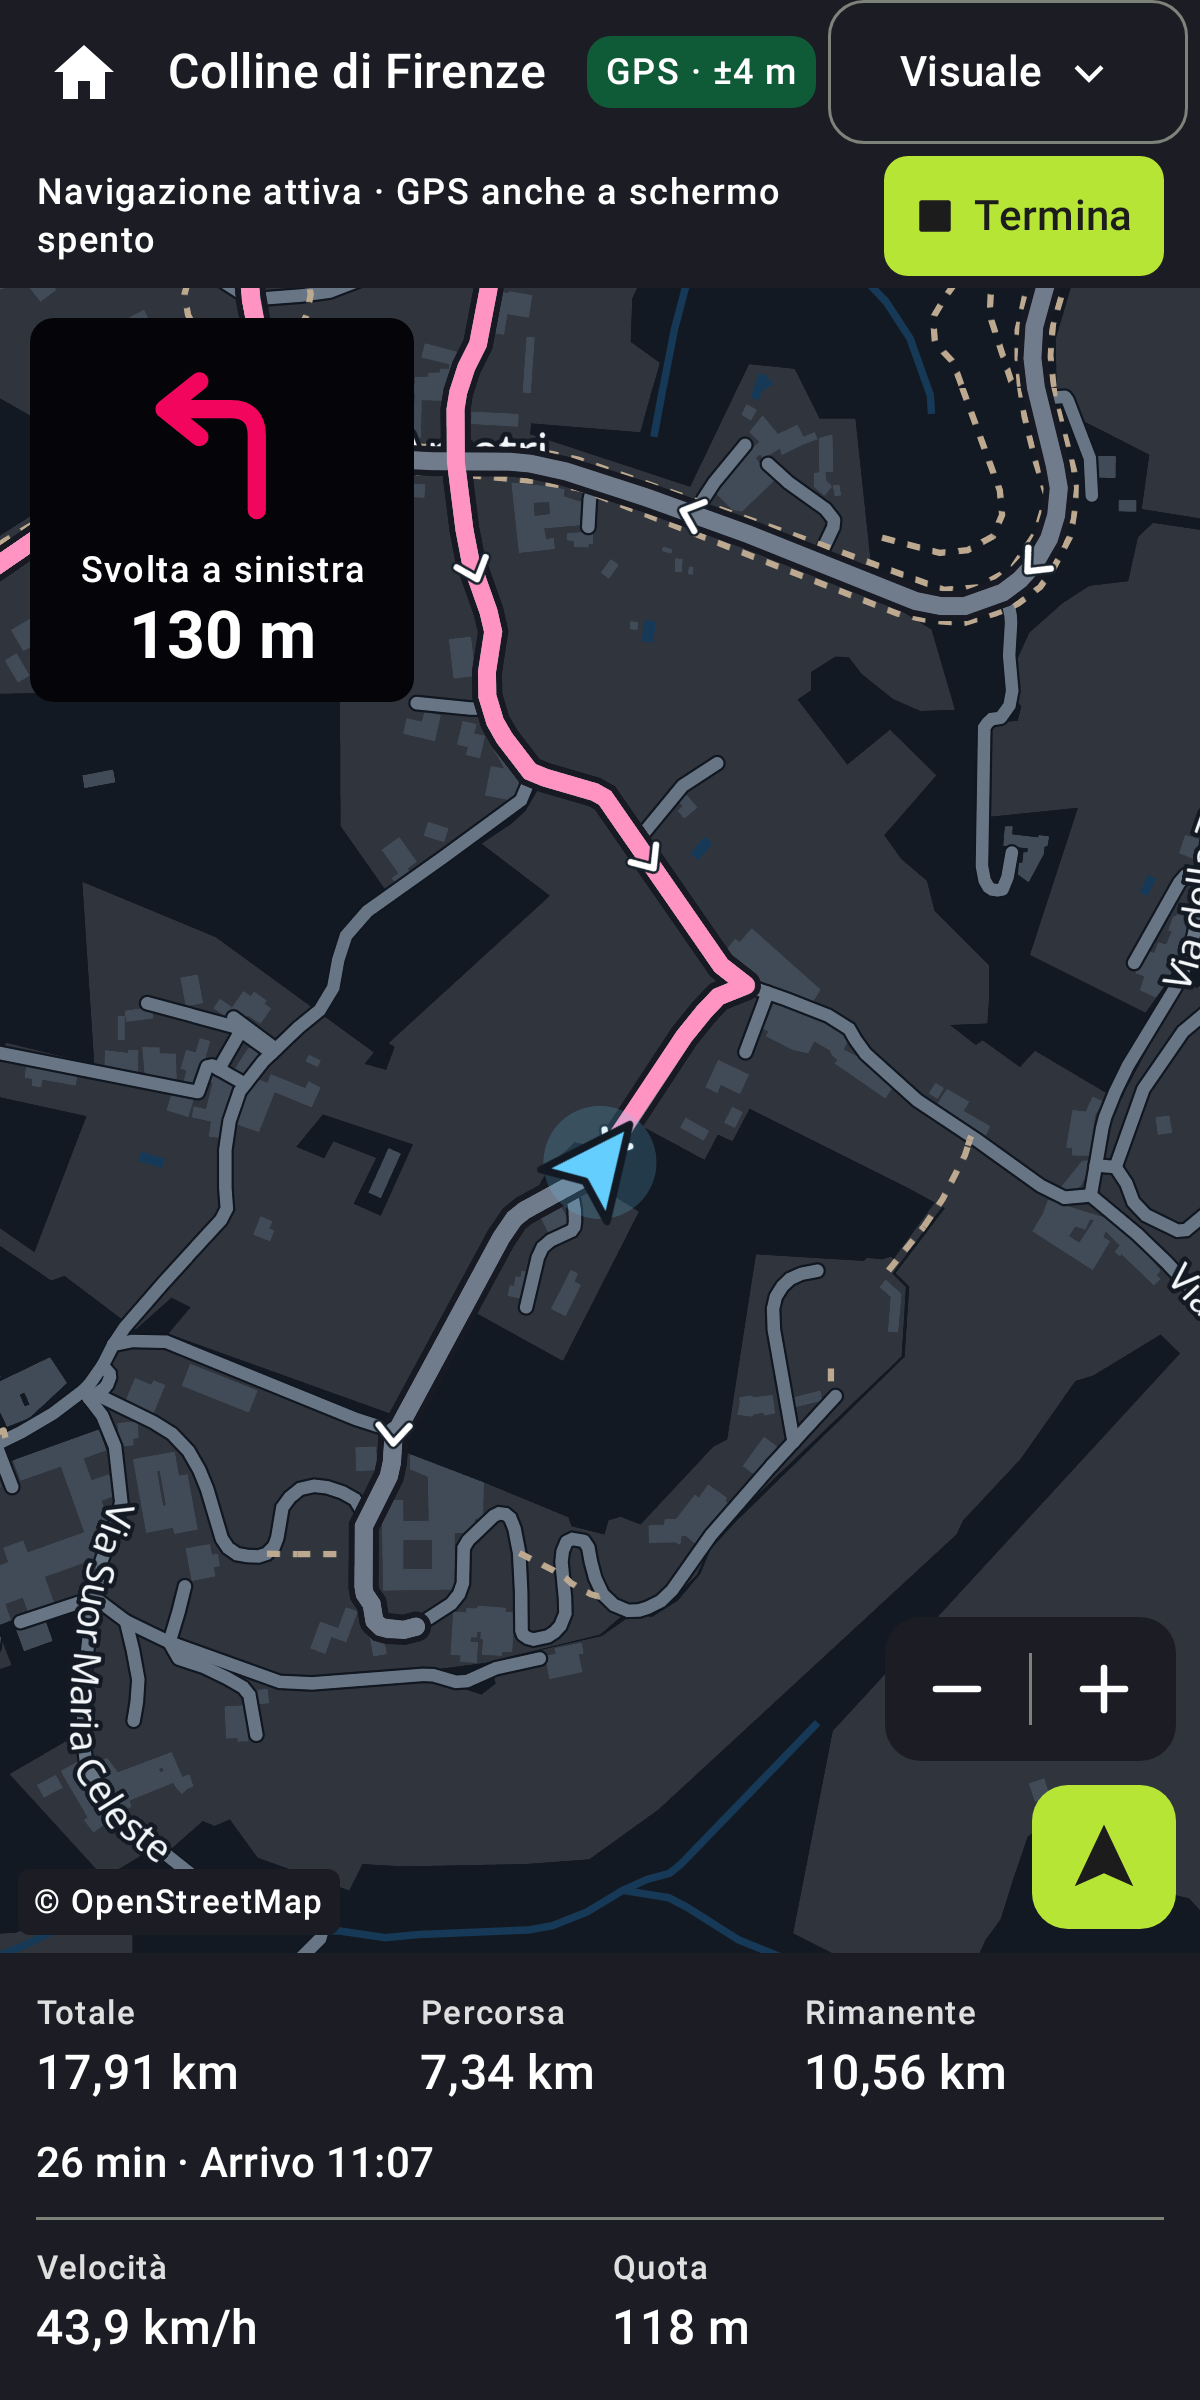 Colline di Firenze
GPS · ±4 m
Visuale
Navigazione attiva · GPS anche a schermo
spento
Termina
Svolta a sinistra
130 m
Via Suor Maria Celeste
© OpenStreetMap
Totale
17,91 km
Percorsa
7,34 km
Rimanente
10,56 km
26 min · Arrivo 11:07
Velocità
43,9 km/h
Quota
118 m